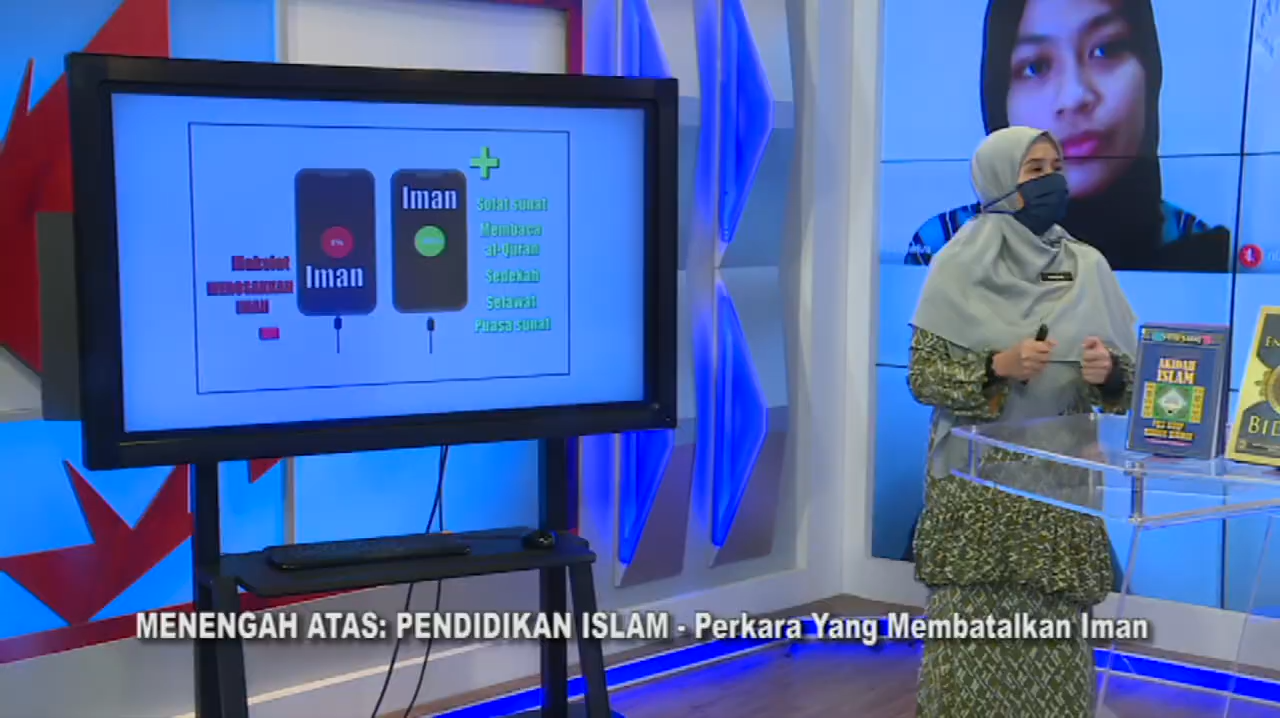 Iman
Solat sunat
Membaca
al-Quran
Sedekah
Selawat
Puasa sunat
Iman
Maksiat
IMAN
AKIDAH
ISLAM
MENENGAH ATAS: PENDIDIKAN ISLAM - Perkara Yang Membatalkan Iman